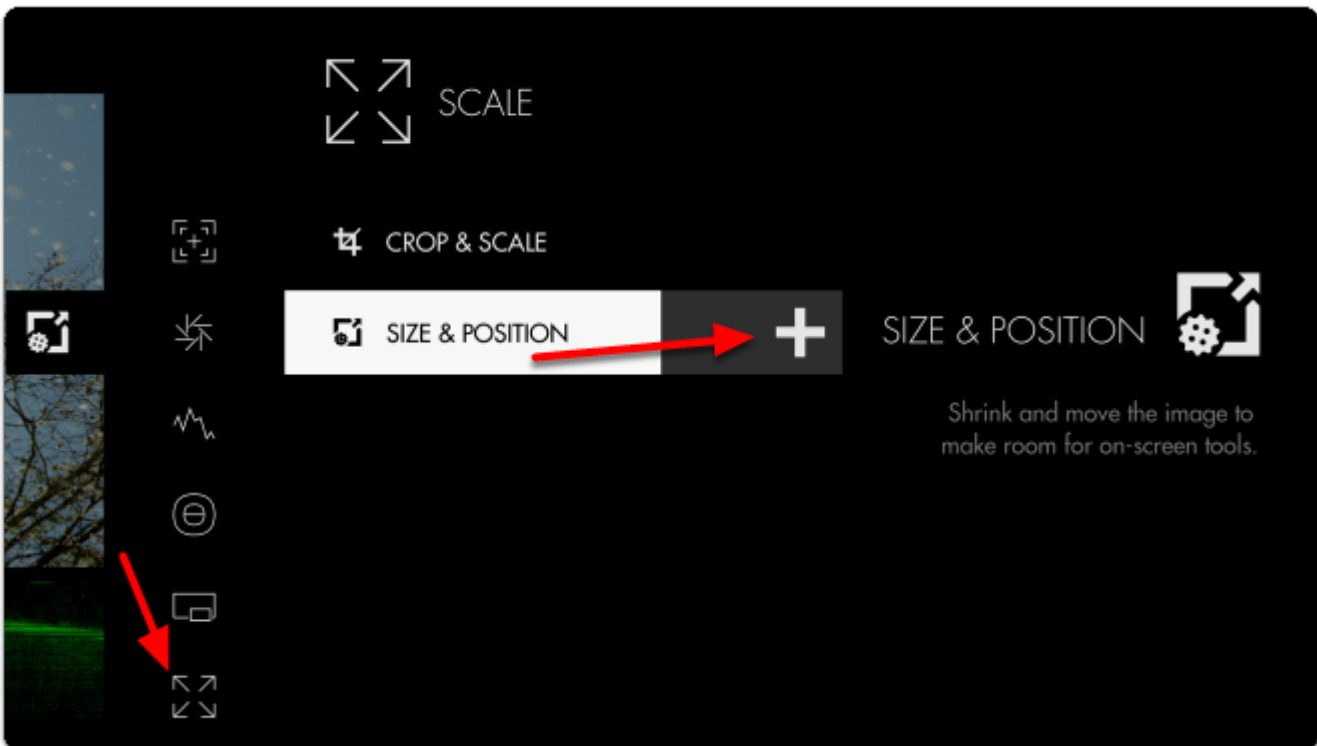 SCALE
CROP & SCALE
SIZE & POSITION
SIZE & POSITION
Shrink and move the image to
make room for on-screen tools.